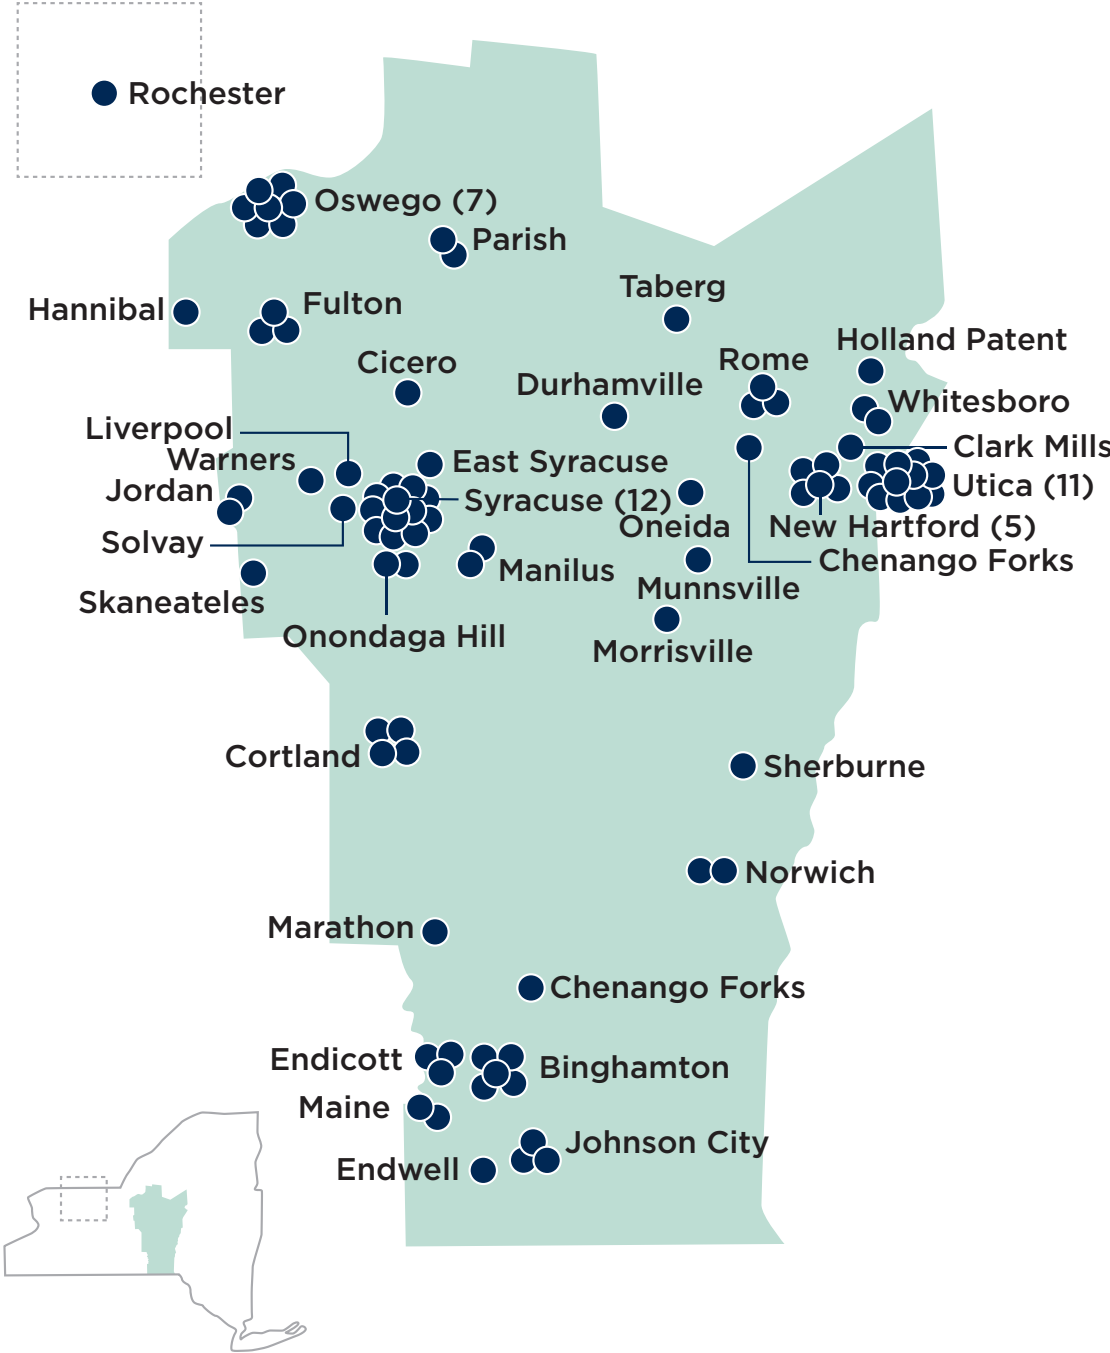 Rochester
Oswego (7)
Parish
Taberg
Hannibal
Fulton
Holland Patent
Cicero
Rome
Durhamville
Whitesboro
Liverpool
Clark Mills
Warners
East Syracuse
Jordan
Utica (11)
Syracuse (12)
Oneida
New Hartford (5)
Solvay
Chenango Forks
Manilus
Munnsville
Skaneateles
Onondaga Hill
Morrisville
Cortland
Sherburne
Norwich
Marathon
Chenango Forks
Endicott
Binghamton
Maine
Johnson City
Endwell